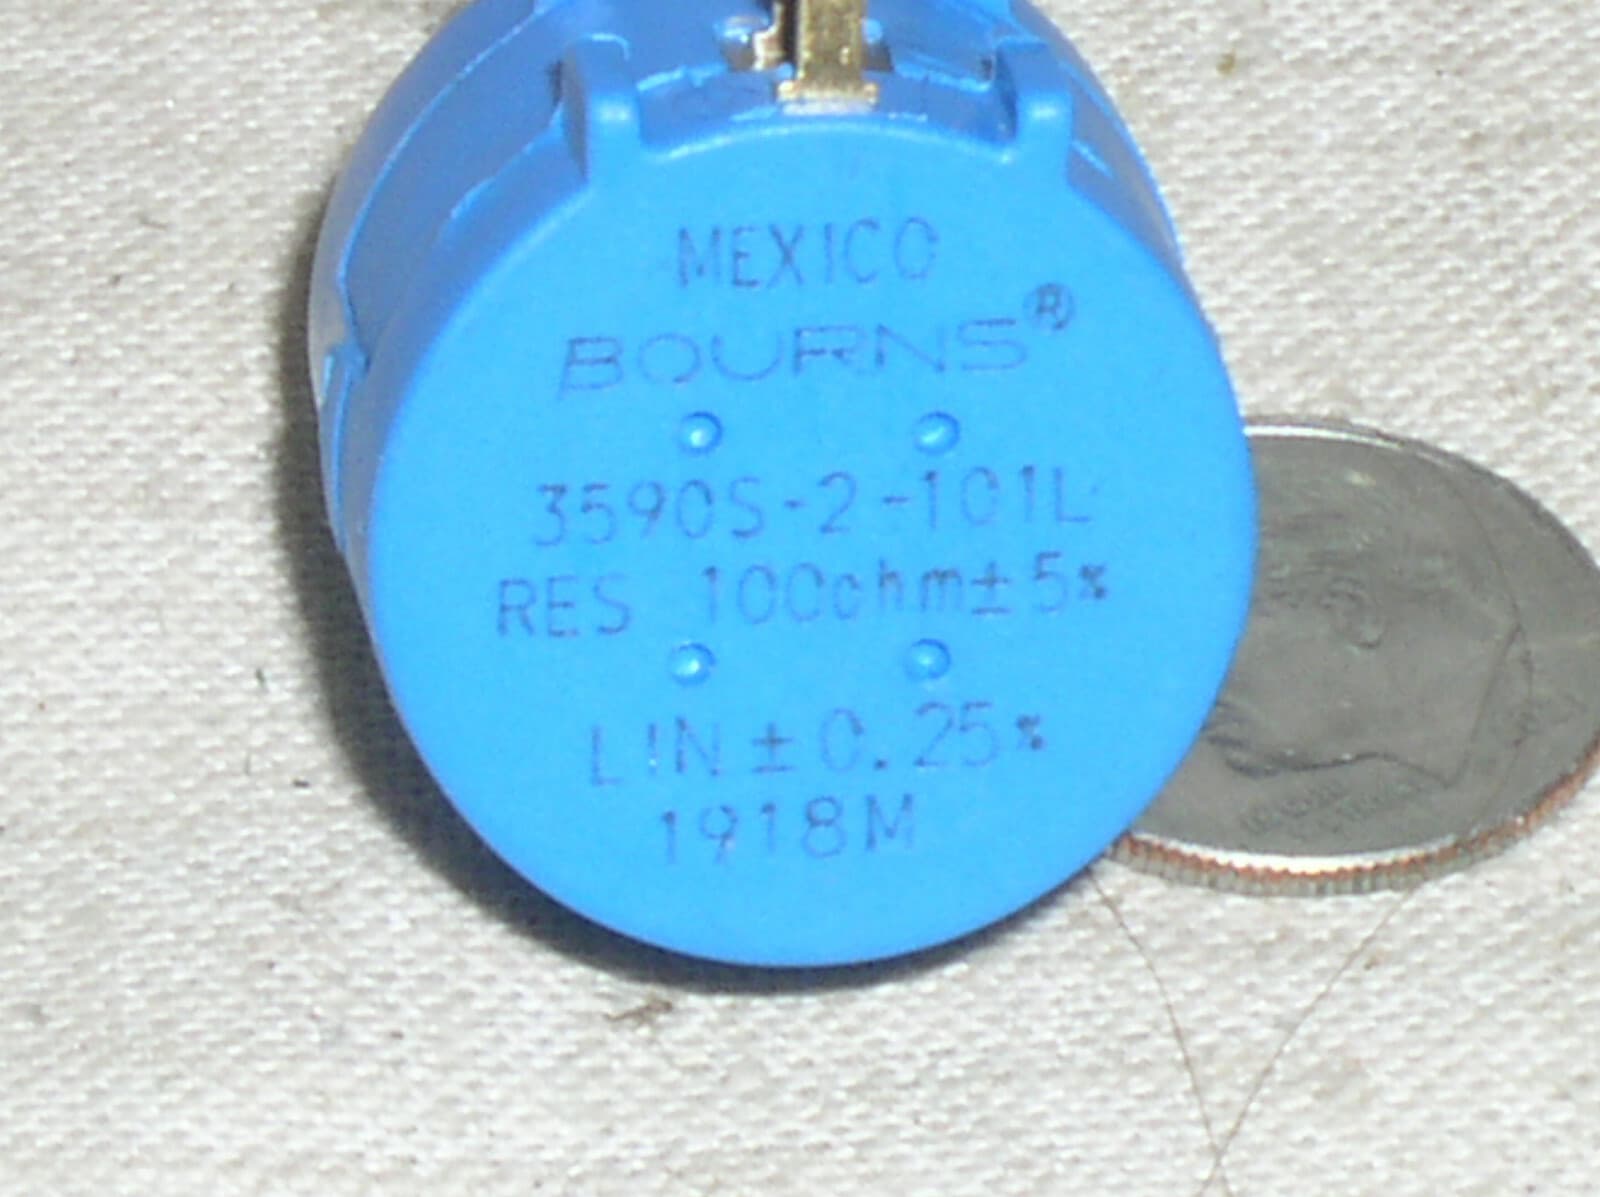 MEXICO
BOURNS®
3590S-2-101L
RES 100ohm±5%
LIN±0.25%
1918M